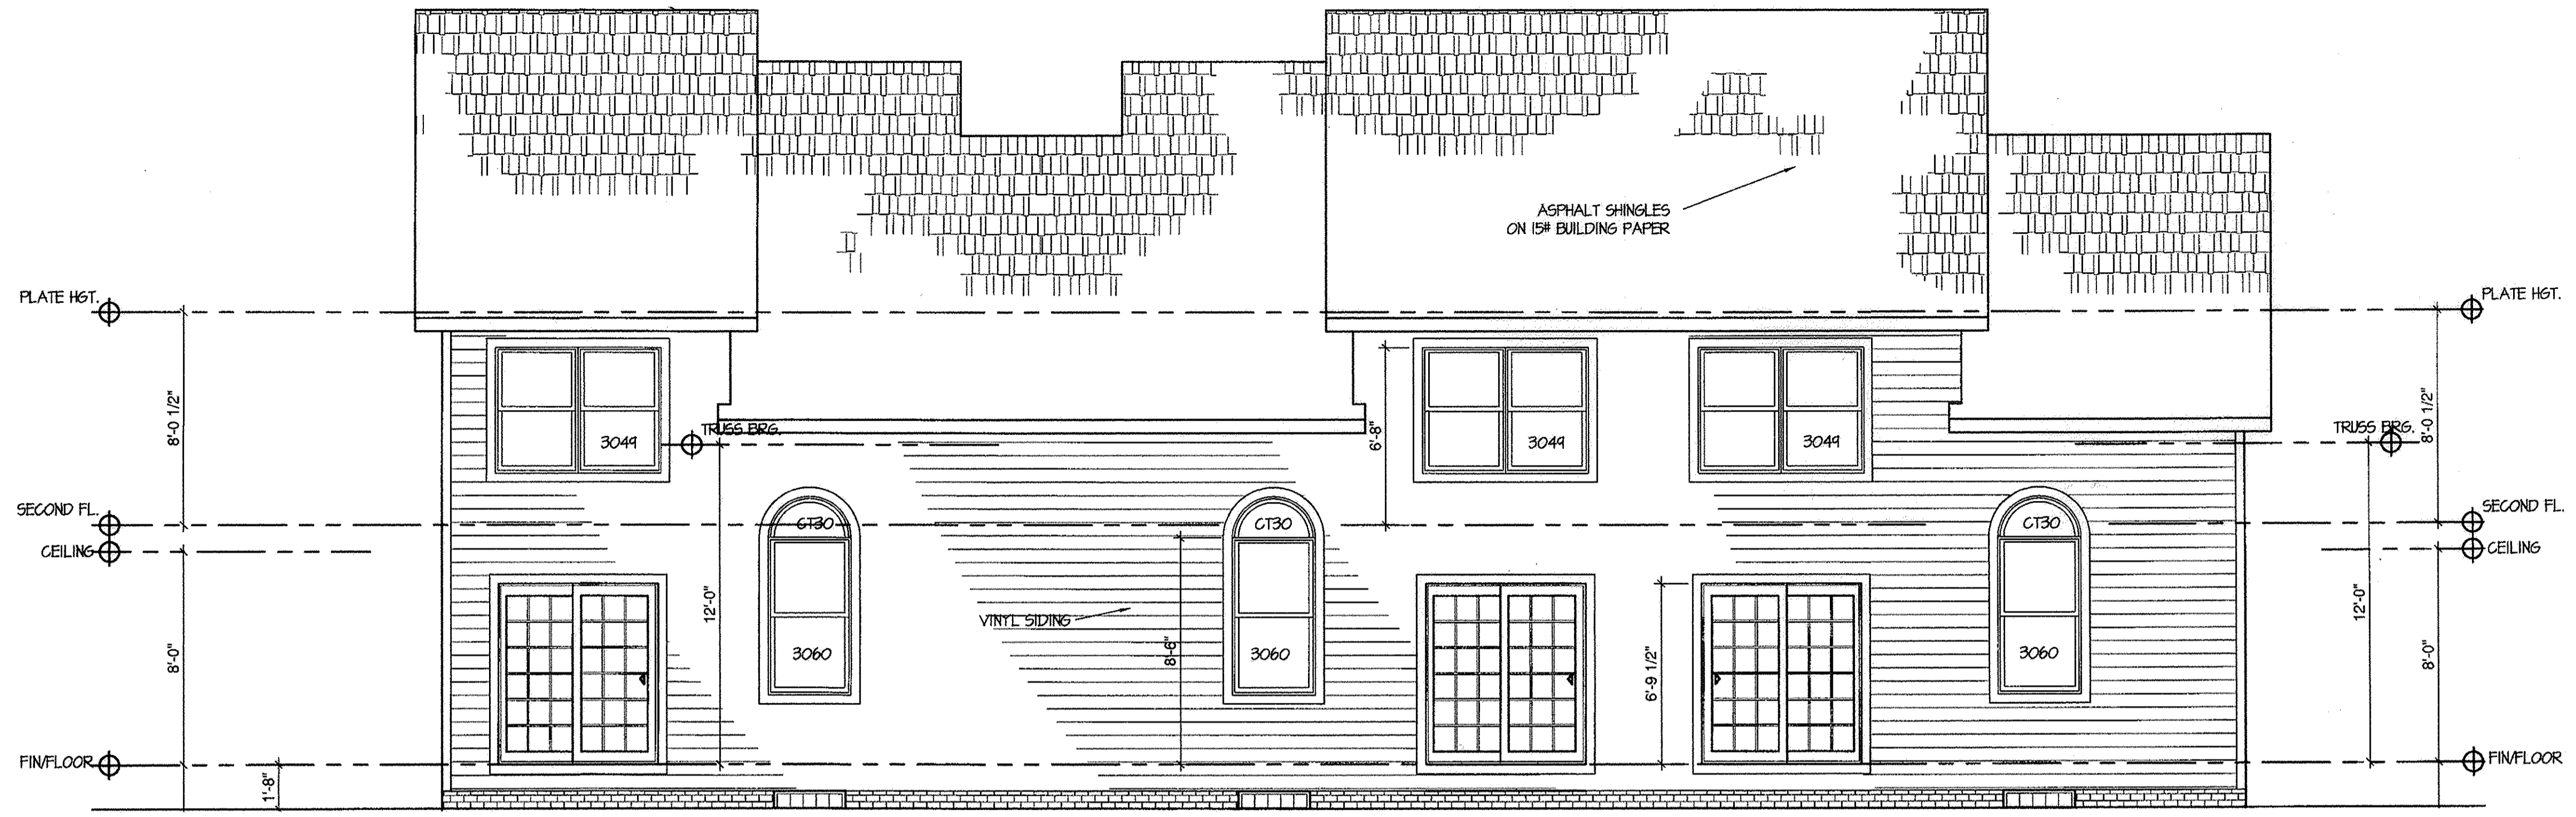 ASPHALT SHINGLES
ON 15# BUILDING PAPER
PLATE HGT.
PLATE HGT.
8'-0 1/2"
3049
TRUSS BRG.
6'-8"
3049
3049
TRUSS BRG.
8'-0 1/2"
SECOND FL.
CT30
CT30
CT30
SECOND FL.
CEILING
CEILING
8'-0"
12'-0"
VINYL SIDING
3060
8'-6"
3060
6'-9 1/2"
3060
12'-0"
8'-0"
FIN/FLOOR
FIN/FLOOR
1'-8"